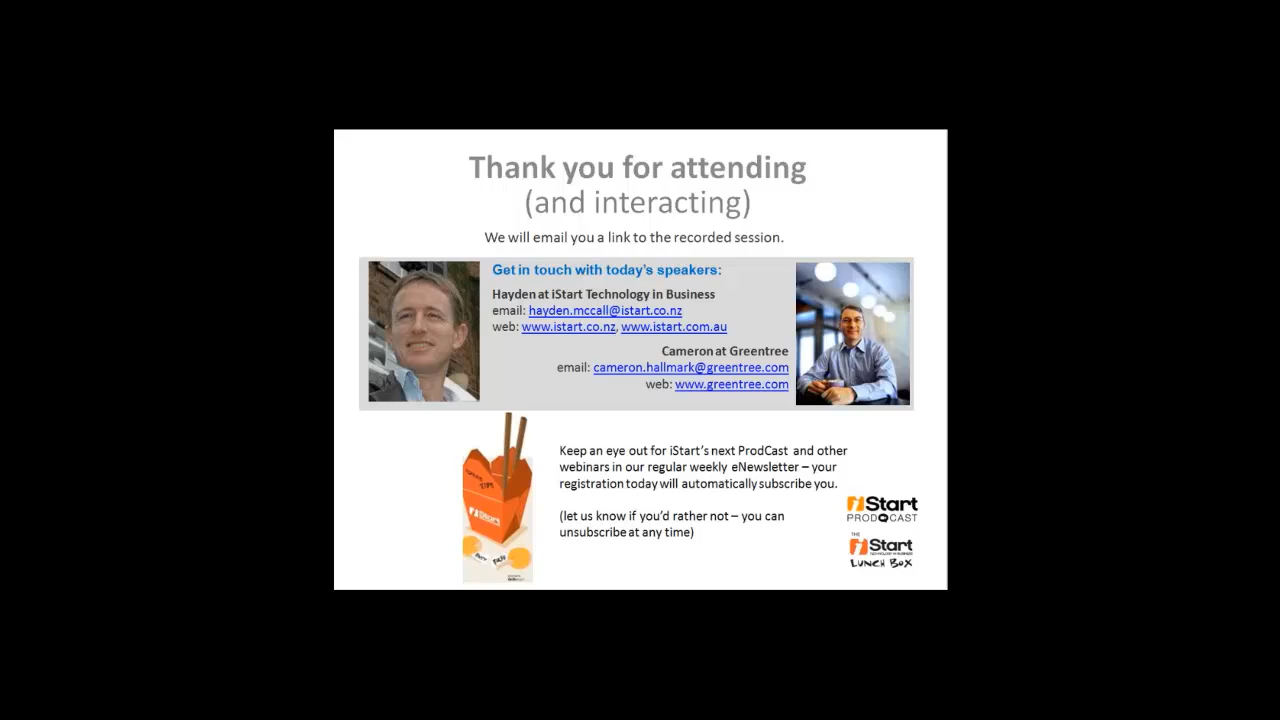 Thank you for attending
(and interacting)
We will email you a link to the recorded session.
Get in touch with today's speakers:
Hayden at iStart Technology in Business
email: hayden.mccall@istart.co.nz
web: www.istart.co.nz, www.istart.com.au
Cameron at Greentree
email: cameron.hallmark@greentree.com
web: www.greentree.com
Keep an eye out for iStart's next ProdCast and other
webinars in our regular weekly eNewsletter – your
registration today will automatically subscribe you.
(let us know if you'd rather not – you can
unsubscribe at any time)
iStart
PRODCAST
THE
iStart
TECHNOLOGY IN BUSINESS
LUNCH BOX
iStart